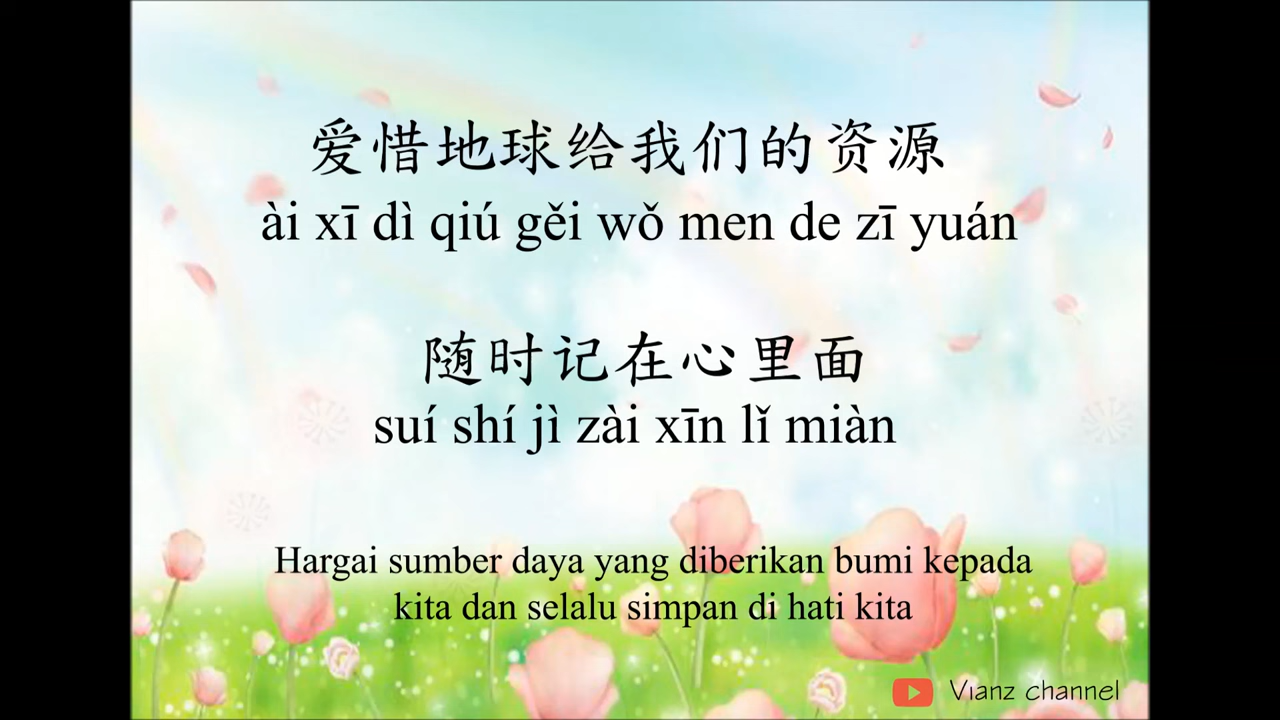 爱惜地球给我们的资源
ài xī dì qiú gěi wǒ men de zī yuán
随时记在心里面
suí shí jì zài xīn lǐ miàn
Hargai sumber daya yang diberikan bumi kepada
kita dan selalu simpan di hati kita
Vianz channel